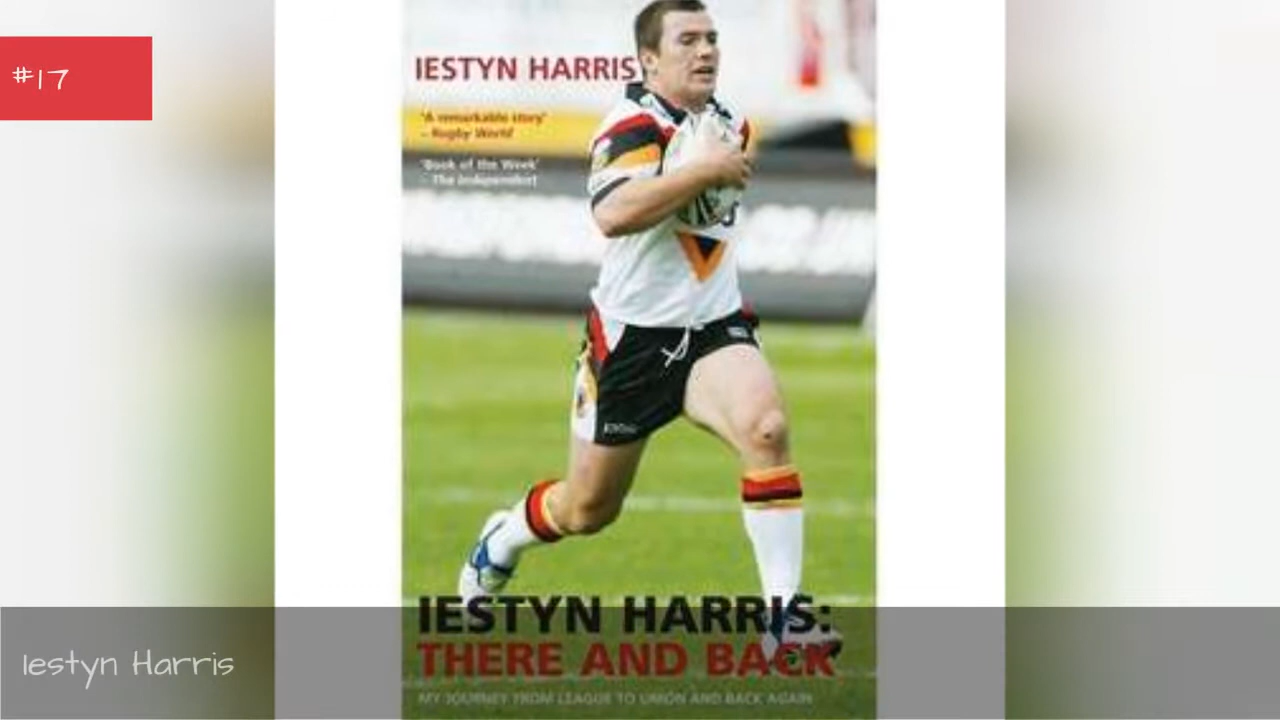 #17
IESTYN HARRIS
'A remarkable story'
– Rugby World
'Book of the Week'
– The Independent
IESTYN HARRIS:
THERE AND BACK
MY JOURNEY FROM LEAGUE TO UNION AND BACK AGAIN
Iestyn Harris